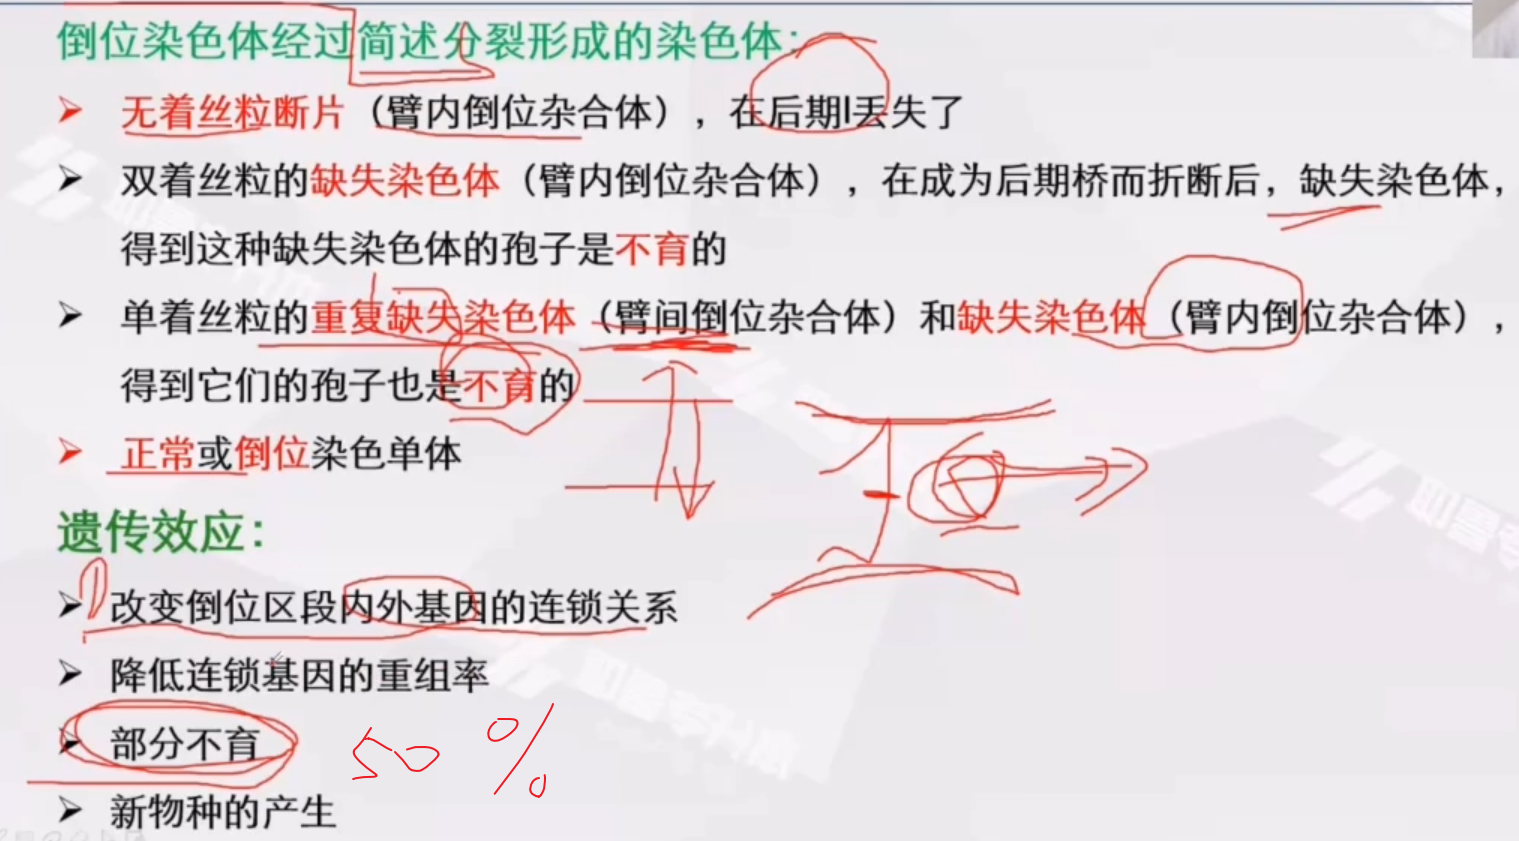 倒位染色体经过简述分裂形成的染色体:
➢ 无着丝粒断片（臂内倒位杂合体），在后期I丢失了
➢ 双着丝粒的缺失染色体（臂内倒位杂合体），在成为后期桥而折断后，缺失染色体，
得到这种缺失染色体的孢子是不育的
➢ 单着丝粒的重复缺失染色体（臂间倒位杂合体）和缺失染色体（臂内倒位杂合体），
得到它们的孢子也是不育的
➢ 正常或倒位染色单体
遗传效应:
➢ 改变倒位区段内外基因的连锁关系
➢ 降低连锁基因的重组率
➢ 部分不育 50%
➢ 新物种的产生